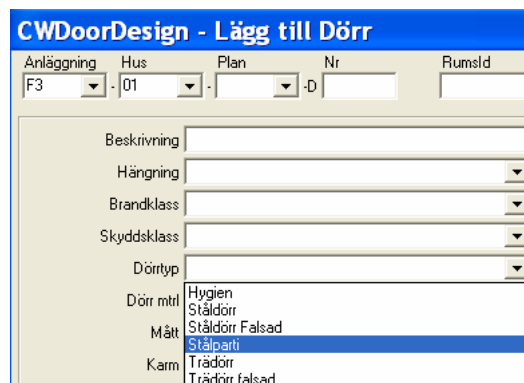 CWDoorDesign - Lägg till Dörr
Anläggning Hus Plan Nr RumsId
F3 - 01 - -D
Beskrivning
Hängning
Brandklass
Skyddsklass
Dörrtyp
Dörr mtrl
Hygien
Ståldörr
Mått
Ståldörr Falsad
Stålparti
Karm
Trädörr
Trädörr falsad